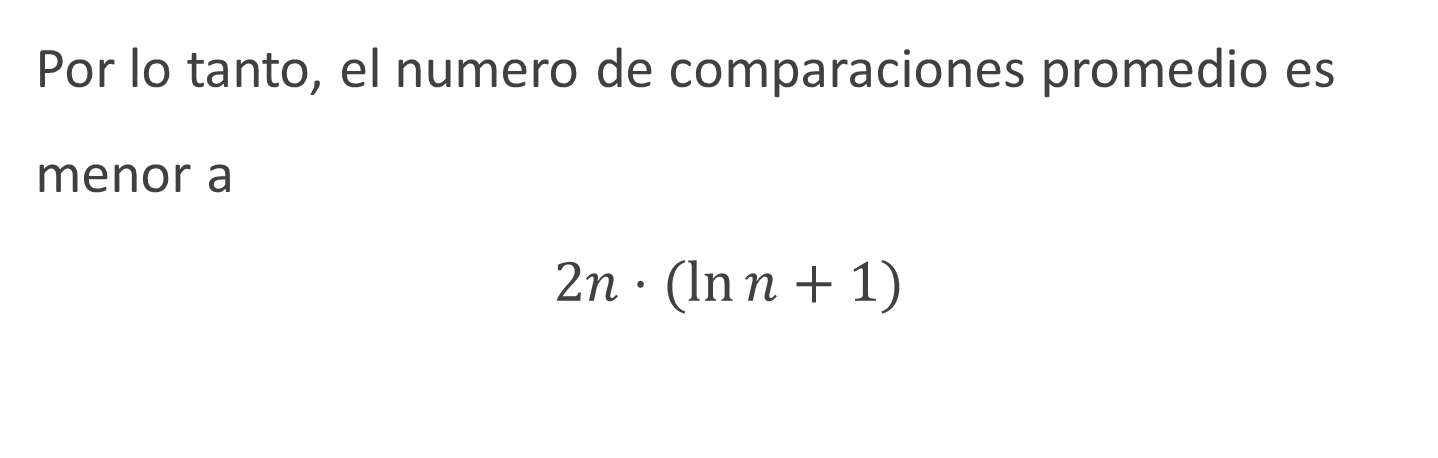 Por lo tanto, el numero de comparaciones promedio es
menor a
2n · (ln n + 1)